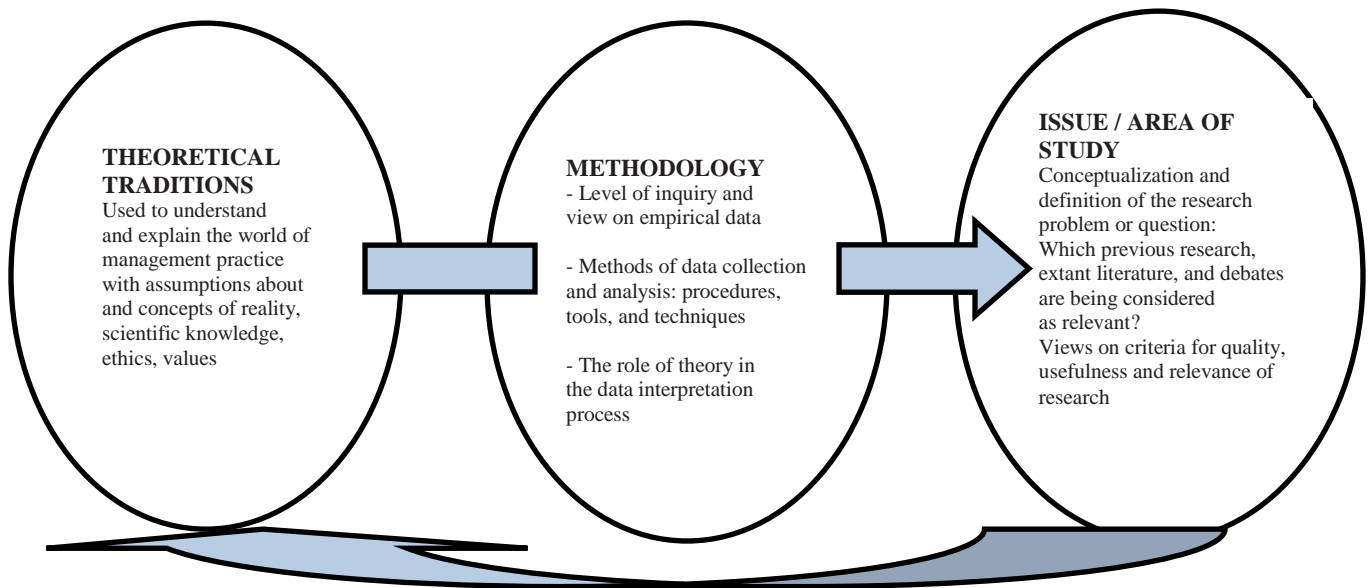 THEORETICAL
TRADITIONS
Used to understand
and explain the world of
management practice
with assumptions about
and concepts of reality,
scientific knowledge,
ethics, values
METHODOLOGY
- Level of inquiry and
view on empirical data
- Methods of data collection
and analysis: procedures,
tools, and techniques
- The role of theory in
the data interpretation
process
ISSUE / AREA OF
STUDY
Conceptualization and
definition of the research
problem or question:
Which previous research,
extant literature, and debates
are being considered
as relevant?
Views on criteria for quality,
usefulness and relevance of
research